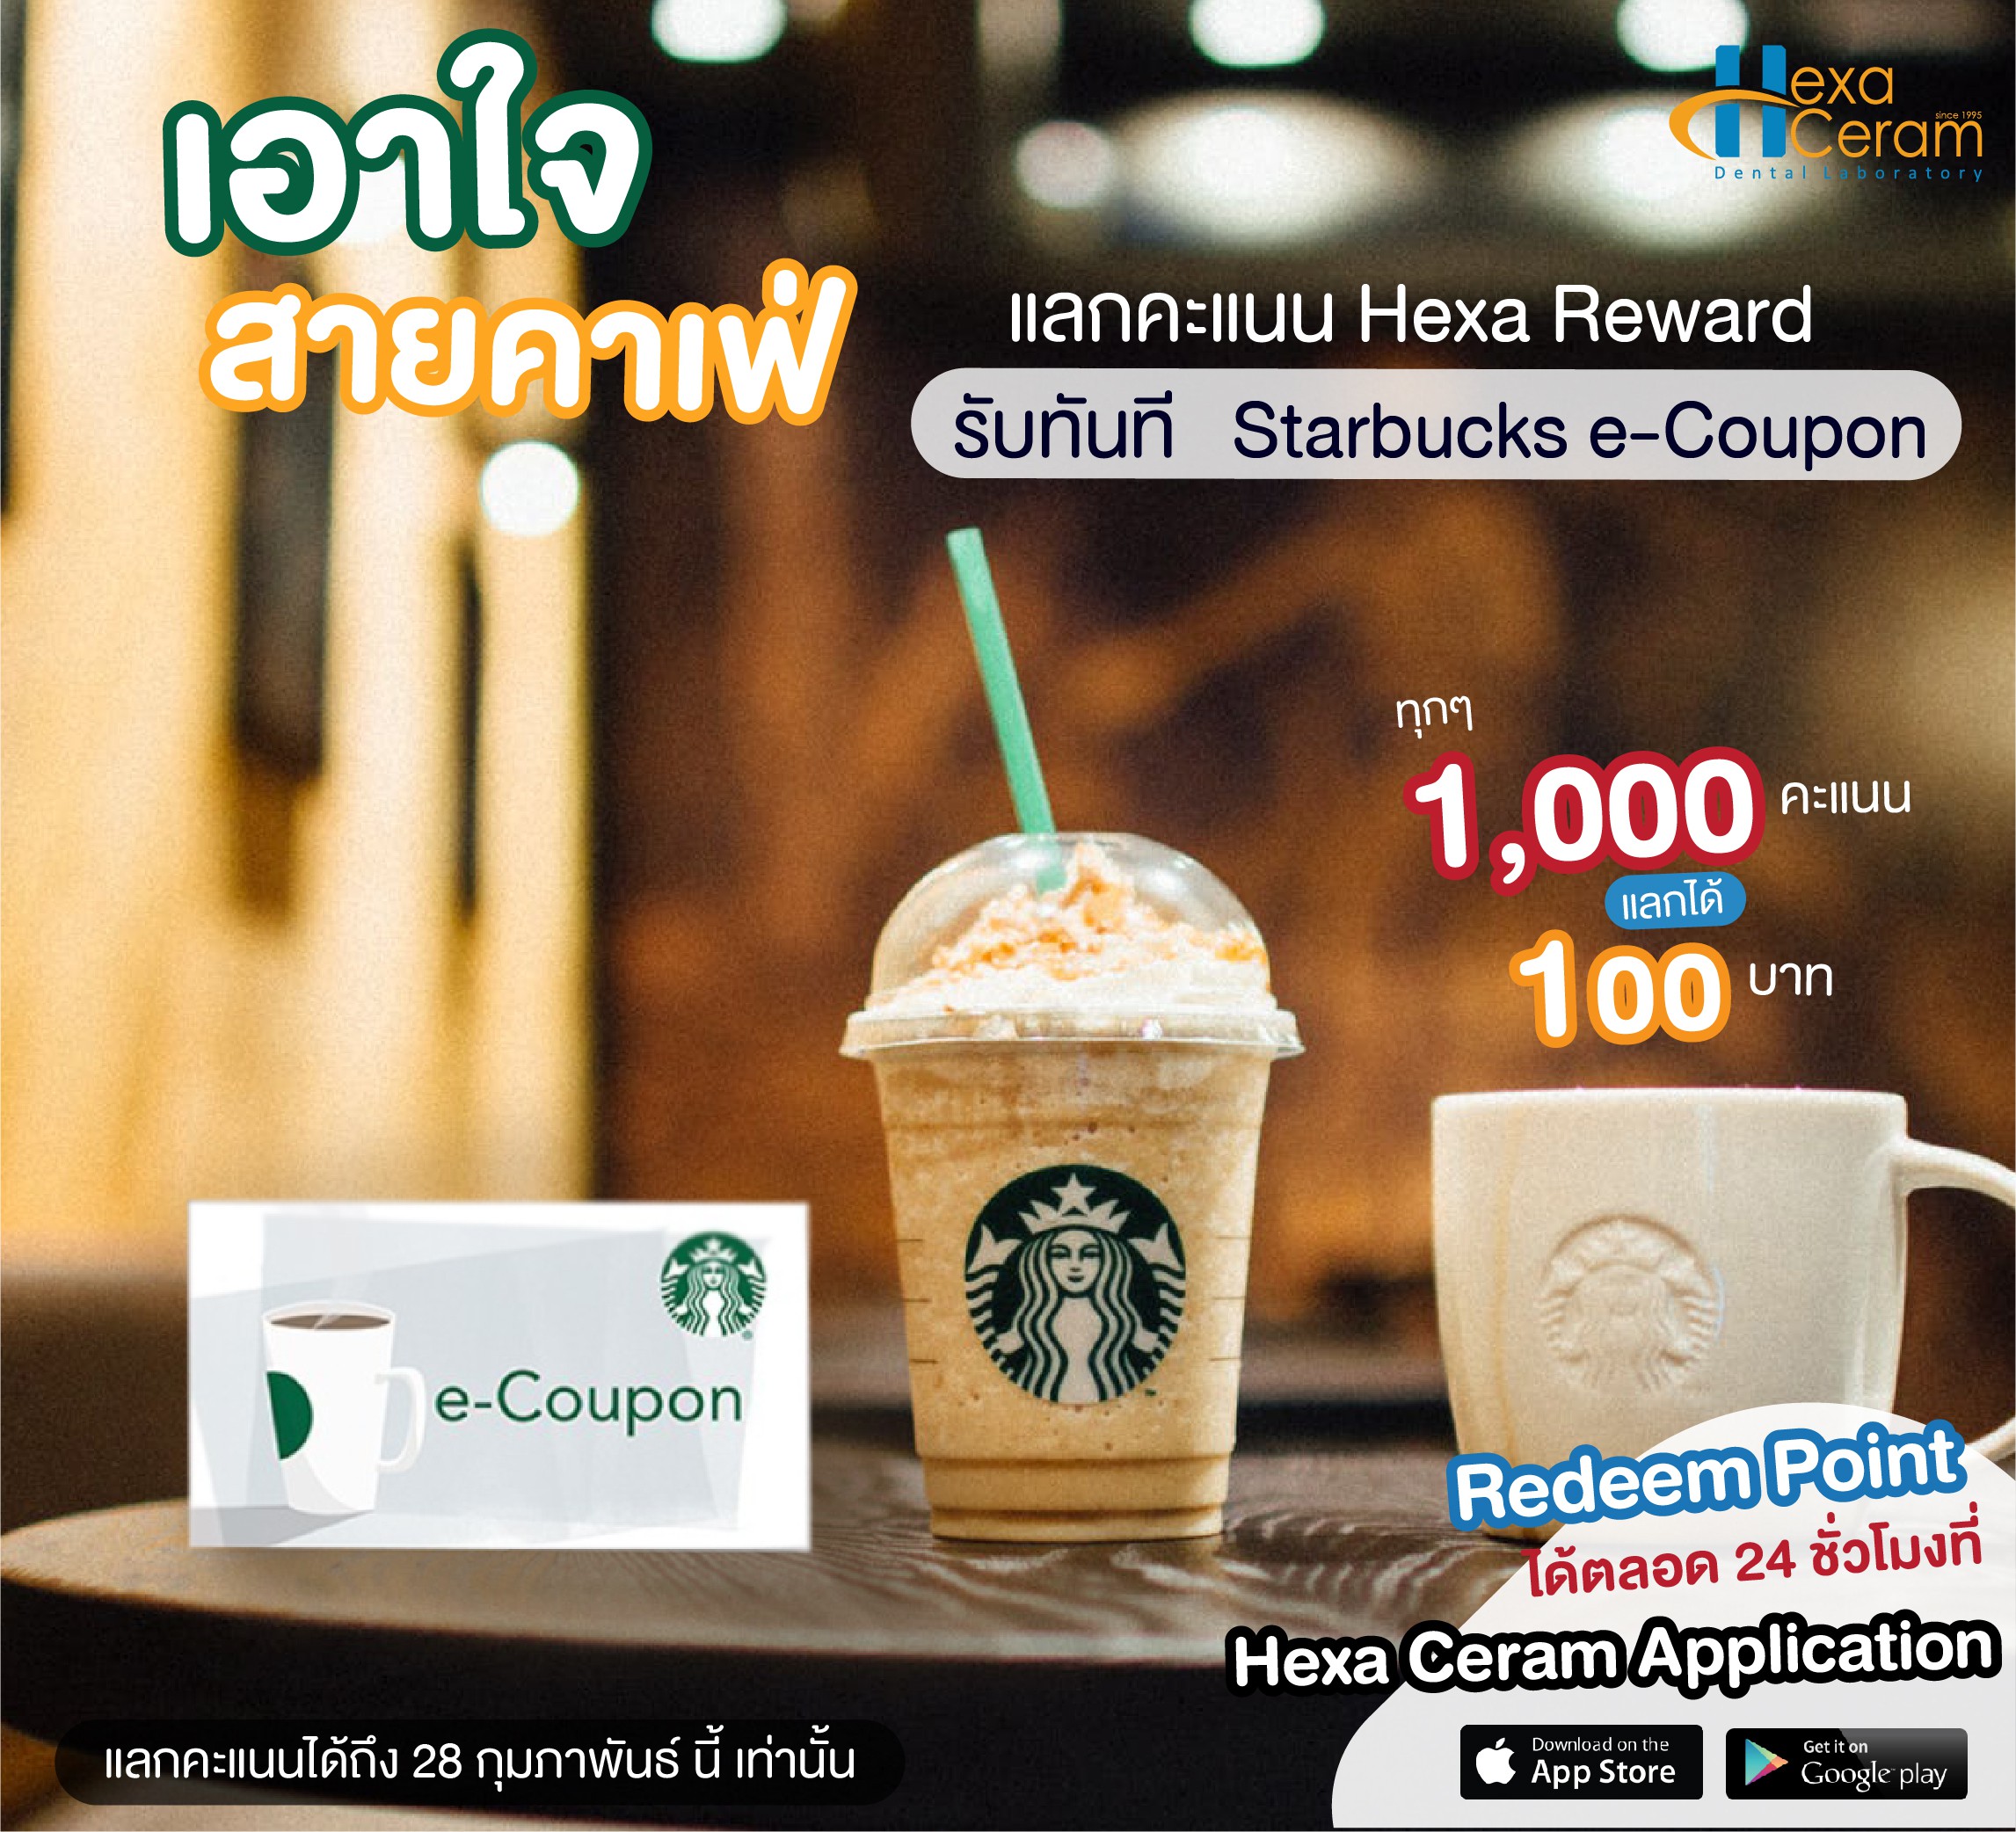 เอาใจ
สายคาเฟ่
Hexa
Ceram
since 1995
Dental Laboratory
แลกคะแนน Hexa Reward
รับทันที Starbucks e-Coupon
ทุกๆ
1,000 คะแนน
แลกได้
100 บาท
e-Coupon
Redeem Point
ได้ตลอด 24 ชั่วโมงที่
Hexa Ceram Application
แลกคะแนนได้ถึง 28 กุมภาพันธ์ นี้ เท่านั้น
Download on the
App Store
Get it on
Google play